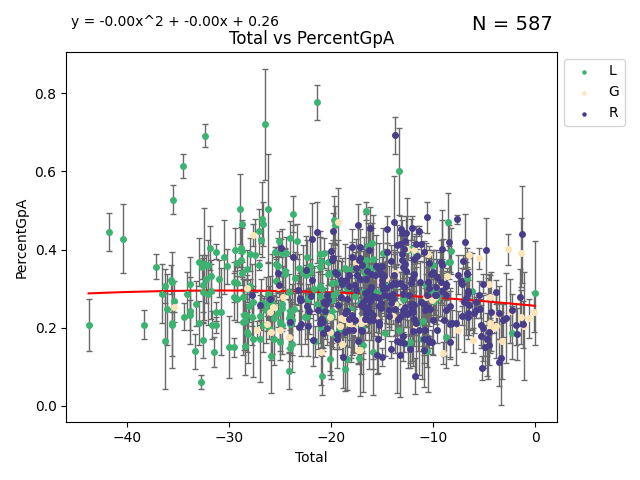 y = -0.00x^2 + -0.00x + 0.26
N = 587
Total vs PercentGpA
L
G
R
PercentGpA
0.8
0.6
0.4
0.2
0.0
−40
−30
−20
−10
0
Total